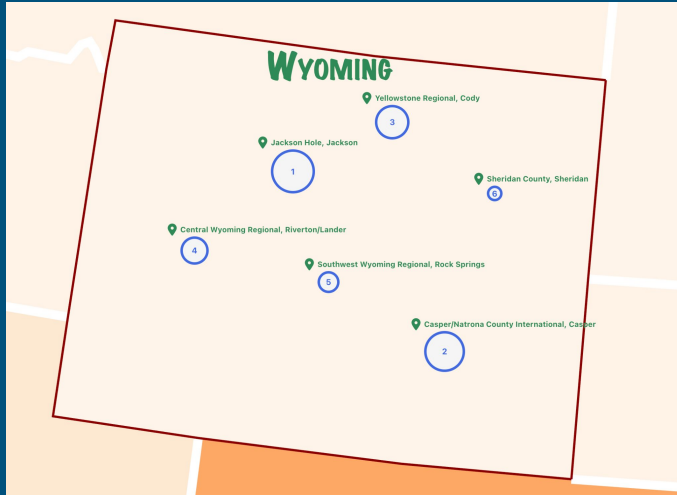 WYOMING
Yellowstone Regional, Cody
3
Jackson Hole, Jackson
1
Sheridan County, Sheridan
6
Central Wyoming Regional, Riverton/Lander
4
Southwest Wyoming Regional, Rock Springs
5
Casper/Natrona County International, Casper
2